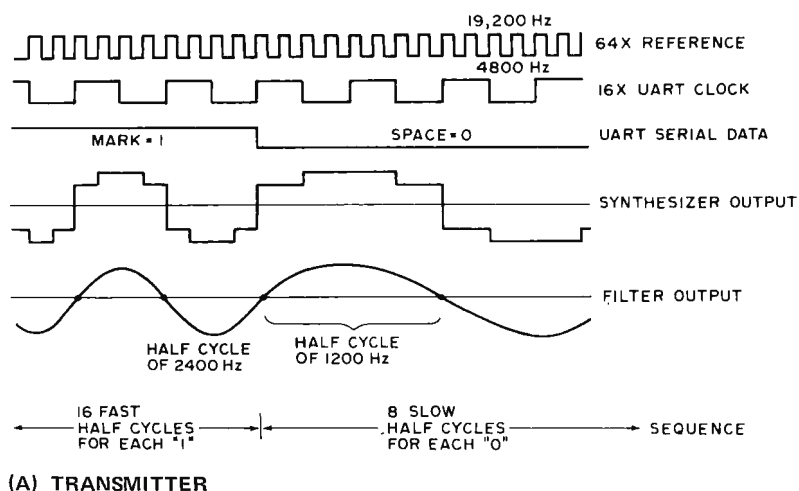 19,200 Hz
64X REFERENCE
4800 Hz
16X UART CLOCK
MARK = 1
SPACE = 0
UART SERIAL DATA
SYNTHESIZER OUTPUT
FILTER OUTPUT
HALF CYCLE
OF 2400 Hz
HALF CYCLE
OF 1200 Hz
16 FAST
HALF CYCLES
FOR EACH "1"
8 SLOW
HALF CYCLES
FOR EACH "0"
SEQUENCE
(A) TRANSMITTER